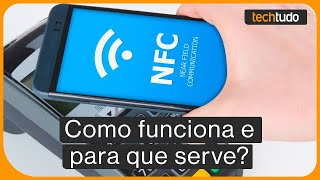 techtudo
NFC
NEAR FIELD
COMMUNICATION
Como funciona e
para que serve?